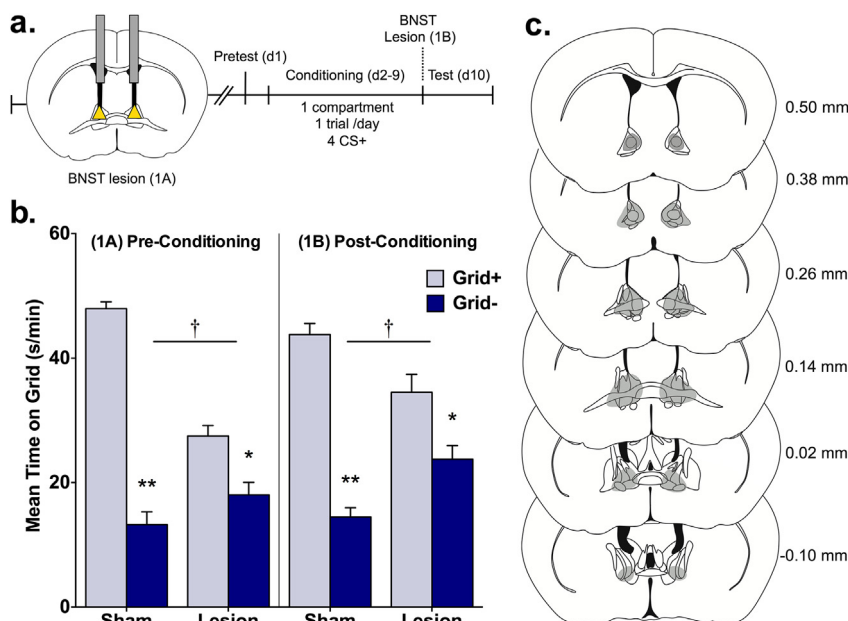 a.
BNST lesion (1A)
Pretest (d1)
Conditioning (d2-9)
1 compartment
1 trial /day
4 CS+
BNST
Lesion (1B)
Test (d10)
b.
Mean Time on Grid (s/min)
60
40
20
0
(1A) Pre-Conditioning
(1B) Post-Conditioning
Grid+
Grid-
†
†
**
*
**
*
Sham
Lesion
Sham
Lesion
c.
0.50 mm
0.38 mm
0.26 mm
0.14 mm
0.02 mm
-0.10 mm